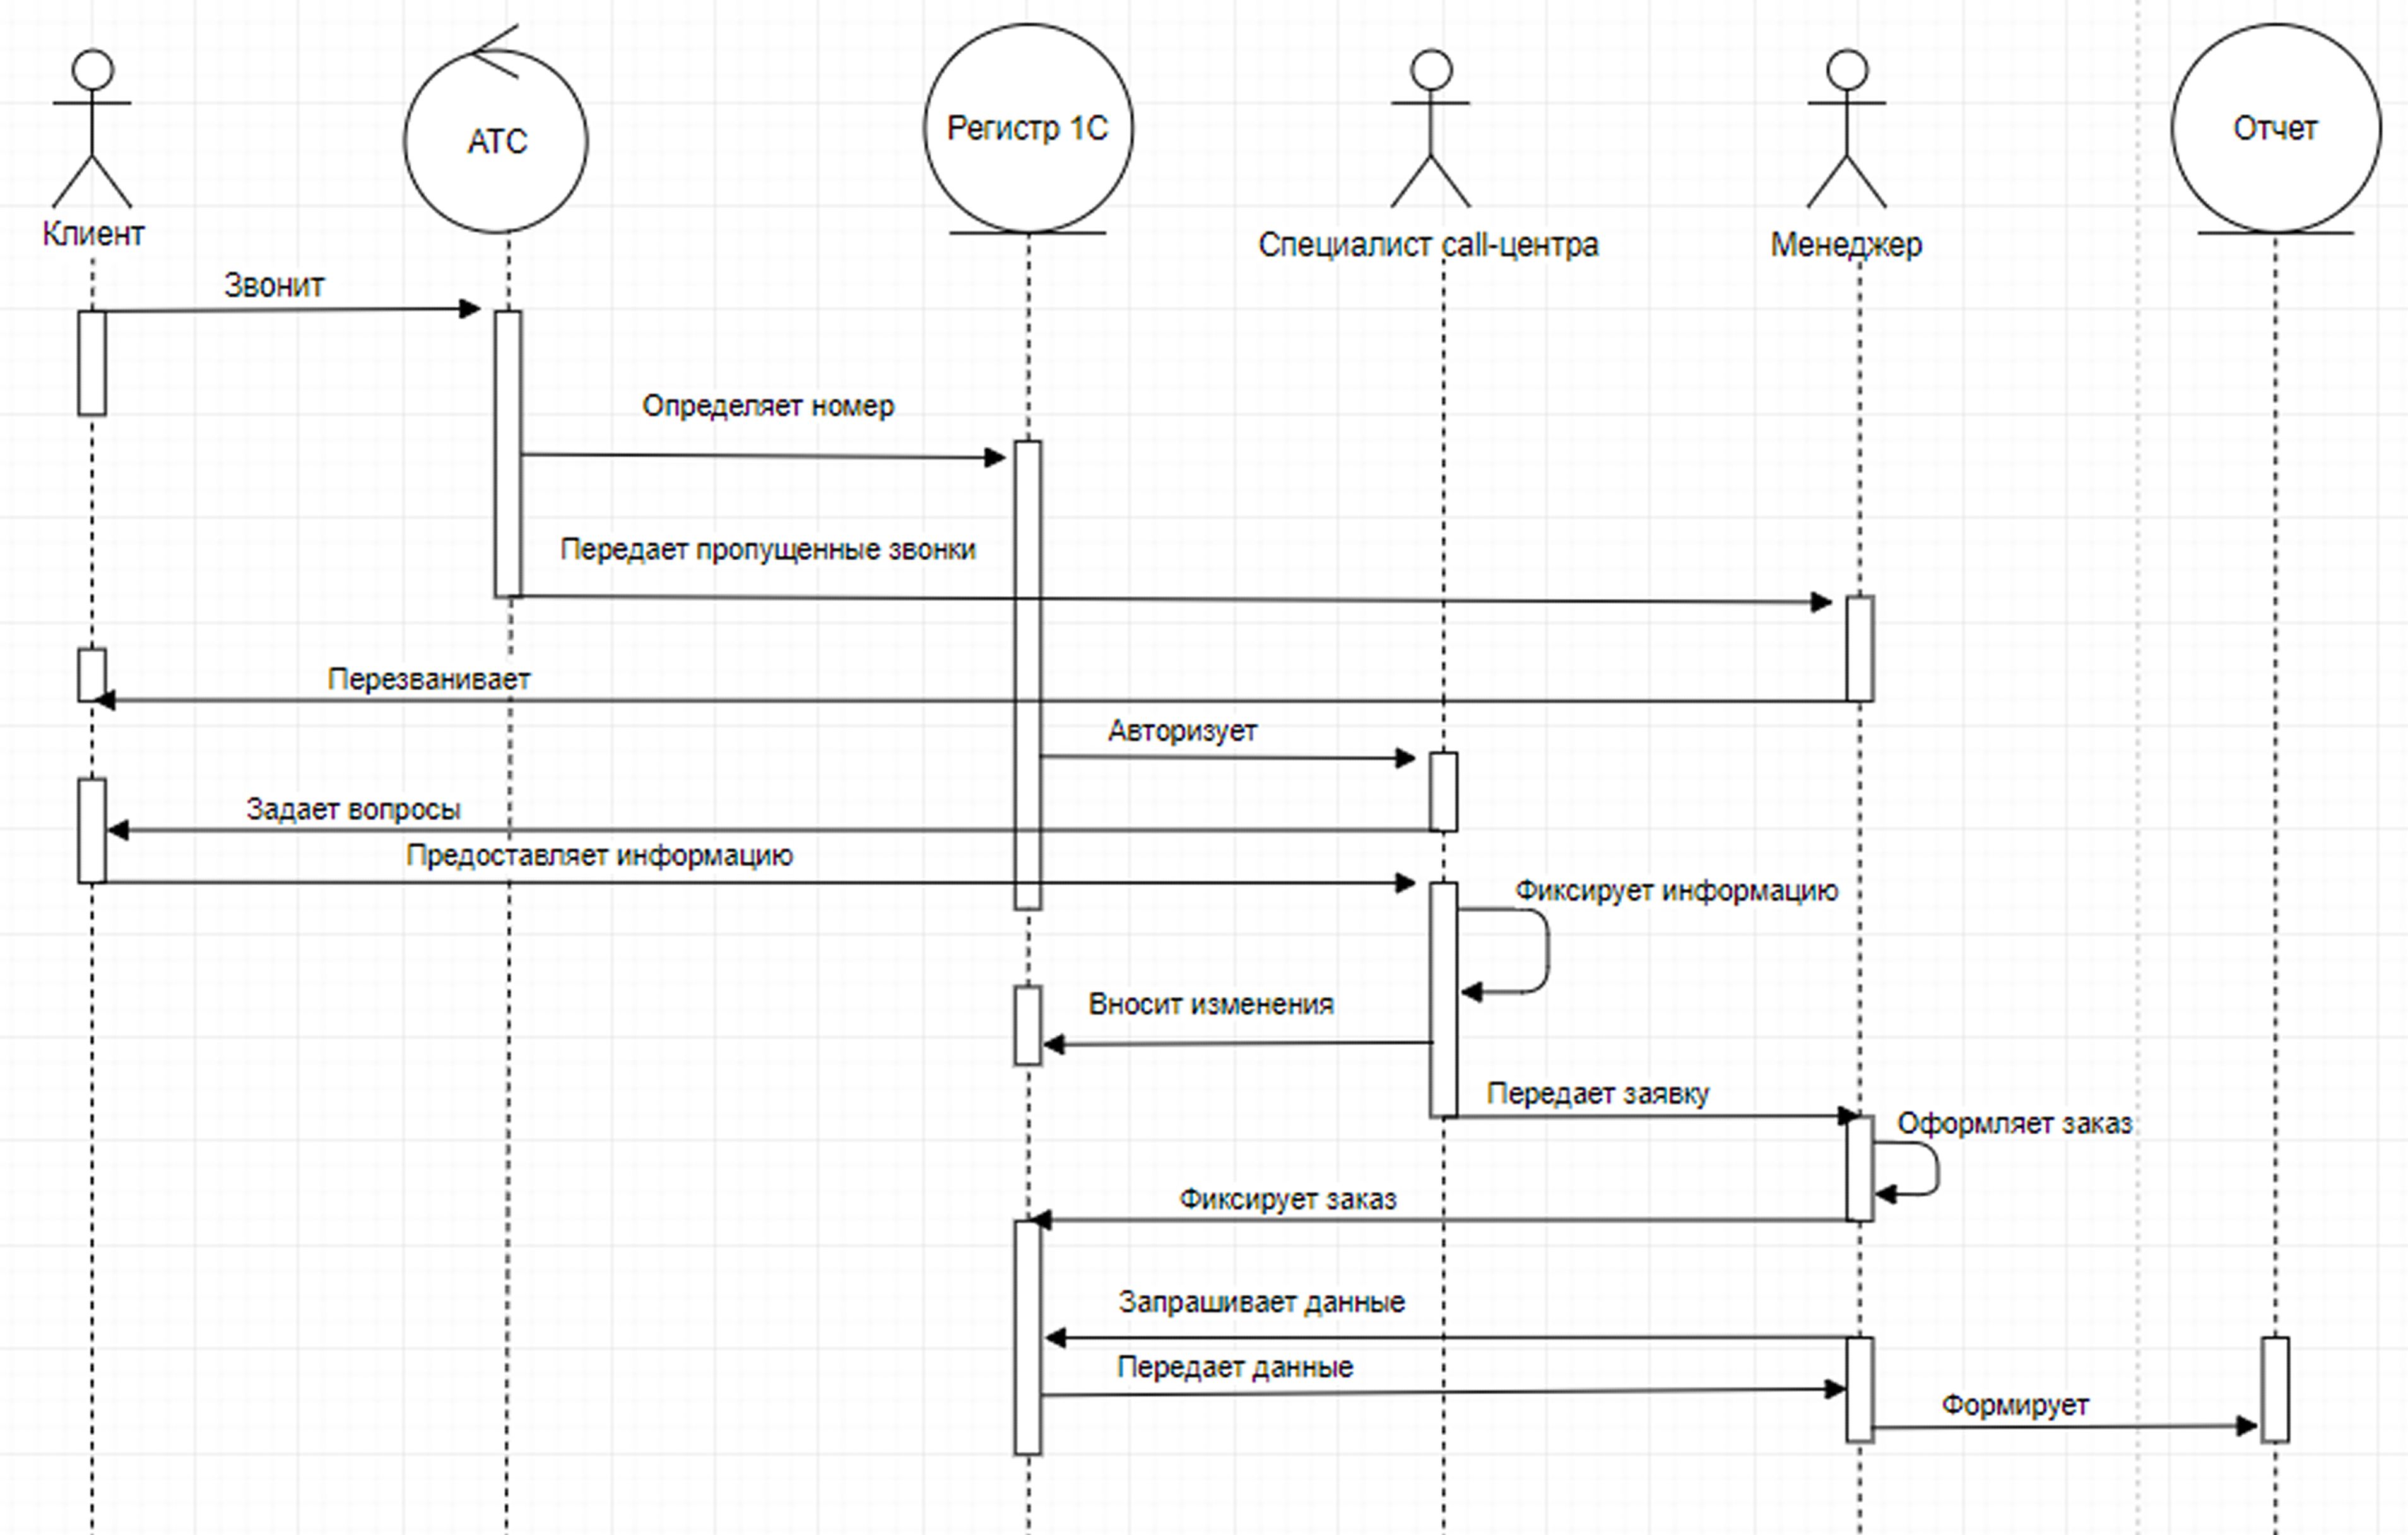 АТС
Регистр 1С
Отчет
Клиент
Специалист call-центра
Менеджер
Звонит
Определяет номер
Передает пропущенные звонки
Перезванивает
Авторизует
Задает вопросы
Предоставляет информацию
Фиксирует информацию
Вносит изменения
Передает заявку
Оформляет заказ
Фиксирует заказ
Запрашивает данные
Передает данные
Формирует